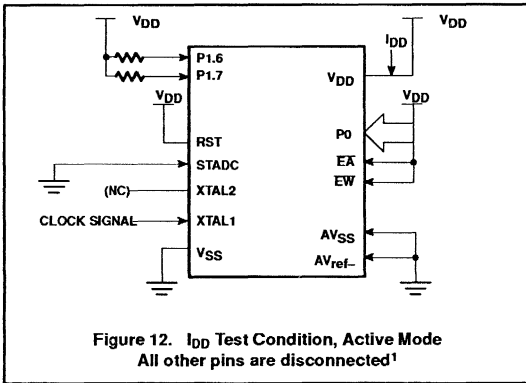 VDD
VDD
IDD
P1.6
P1.7
VDD
VDD
VDD
P0
RST
STADC
EA
(NC)
XTAL2
EW
CLOCK SIGNAL
XTAL1
AVSS
VSS
AVref–
Figure 12. IDD Test Condition, Active Mode
All other pins are disconnected1